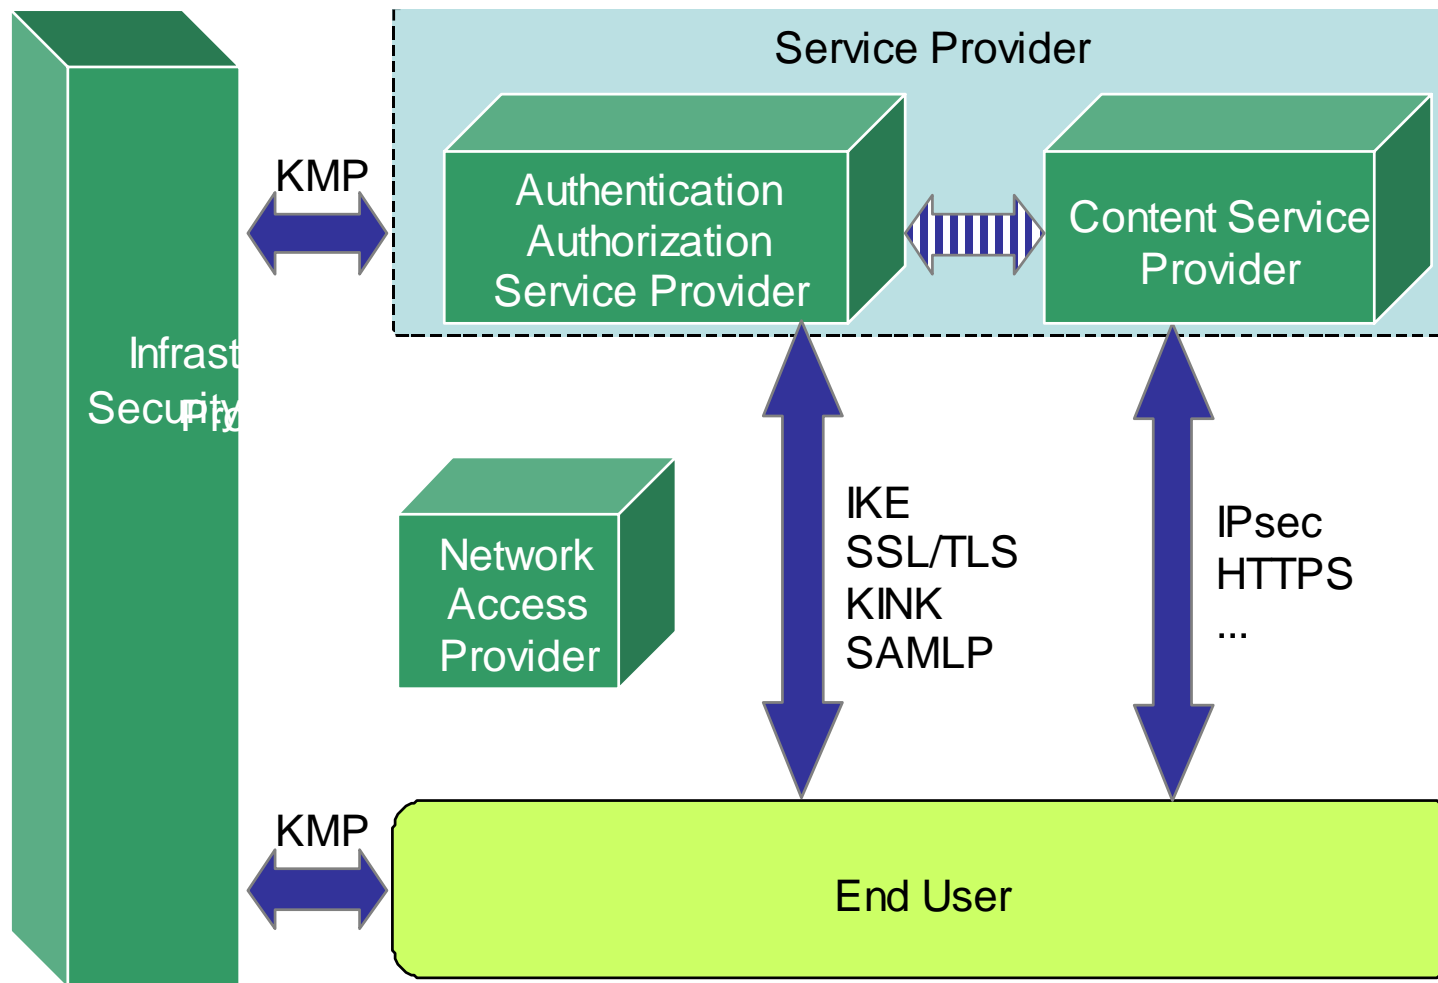 Service Provider
KMP
Authentication
Authorization
Service Provider
Content Service
Provider
Infrast
Security
IKE
SSL/TLS
KINK
SAMLP
IPsec
HTTPS
...
Network
Access
Provider
KMP
End User